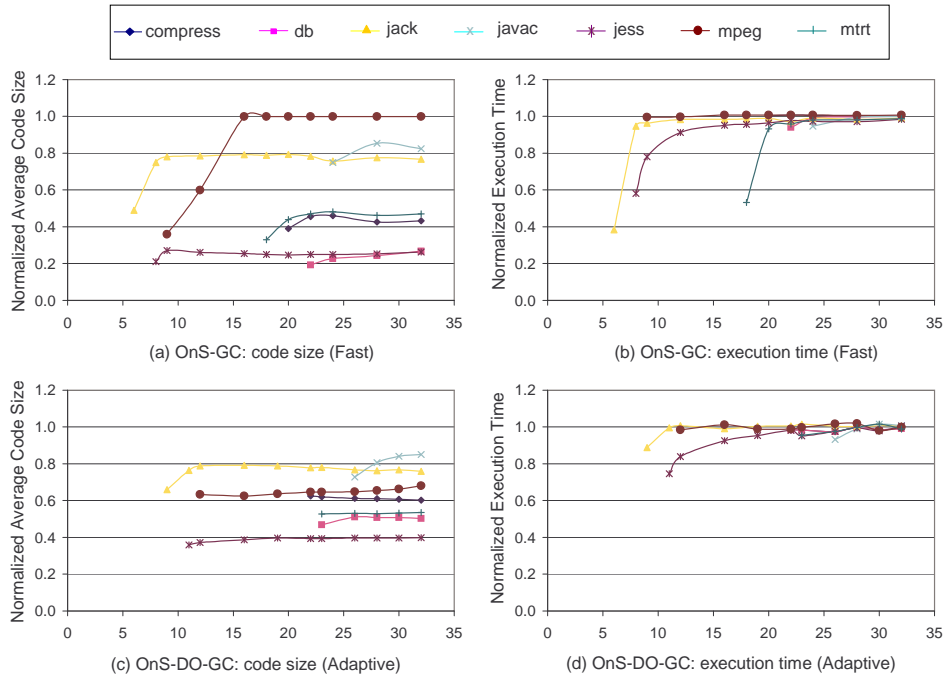 compress db jack javac jess mpeg mtrt
Normalized Average Code Size
1.2
1.0
0.8
0.6
0.4
0.2
0.0
0 5 10 15 20 25 30 35
(a) OnS-GC: code size (Fast)
Normalized Execution Time
1.2
1.0
0.8
0.6
0.4
0.2
0.0
0 5 10 15 20 25 30 35
(b) OnS-GC: execution time (Fast)
Normalized Average Code Size
1.2
1.0
0.8
0.6
0.4
0.2
0.0
0 5 10 15 20 25 30 35
(c) OnS-DO-GC: code size (Adaptive)
Normalized Execution Time
1.2
1.0
0.8
0.6
0.4
0.2
0.0
0 5 10 15 20 25 30 35
(d) OnS-DO-GC: execution time (Adaptive)